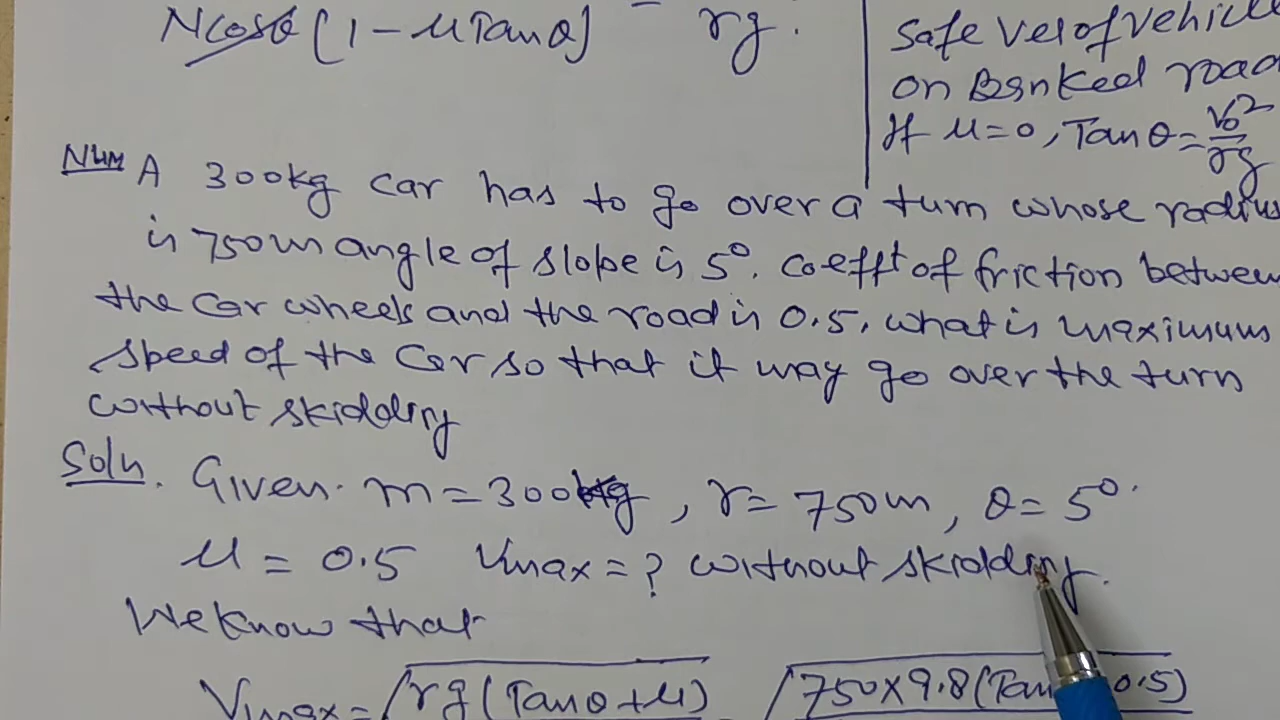 Ncosθ [1 - μTanθ] rg.
Safe vel of vehicle
on Banked road
If μ=0, Tanθ = V₀²/rg
Num A 300kg car has to go over a turn whose radius
is 750m angle of slope is 5°. coefft of friction between
the car wheels and the road is 0.5. what is maximum
speed of the car so that it may go over the turn
without skidding
Soln. Given. m = 300kg, r = 750m, θ = 5°.
μ = 0.5 Vmax = ? without skidding.
We know that
Vmax = √rg(Tanθ+μ) √750×9.8(Tan 0.5)